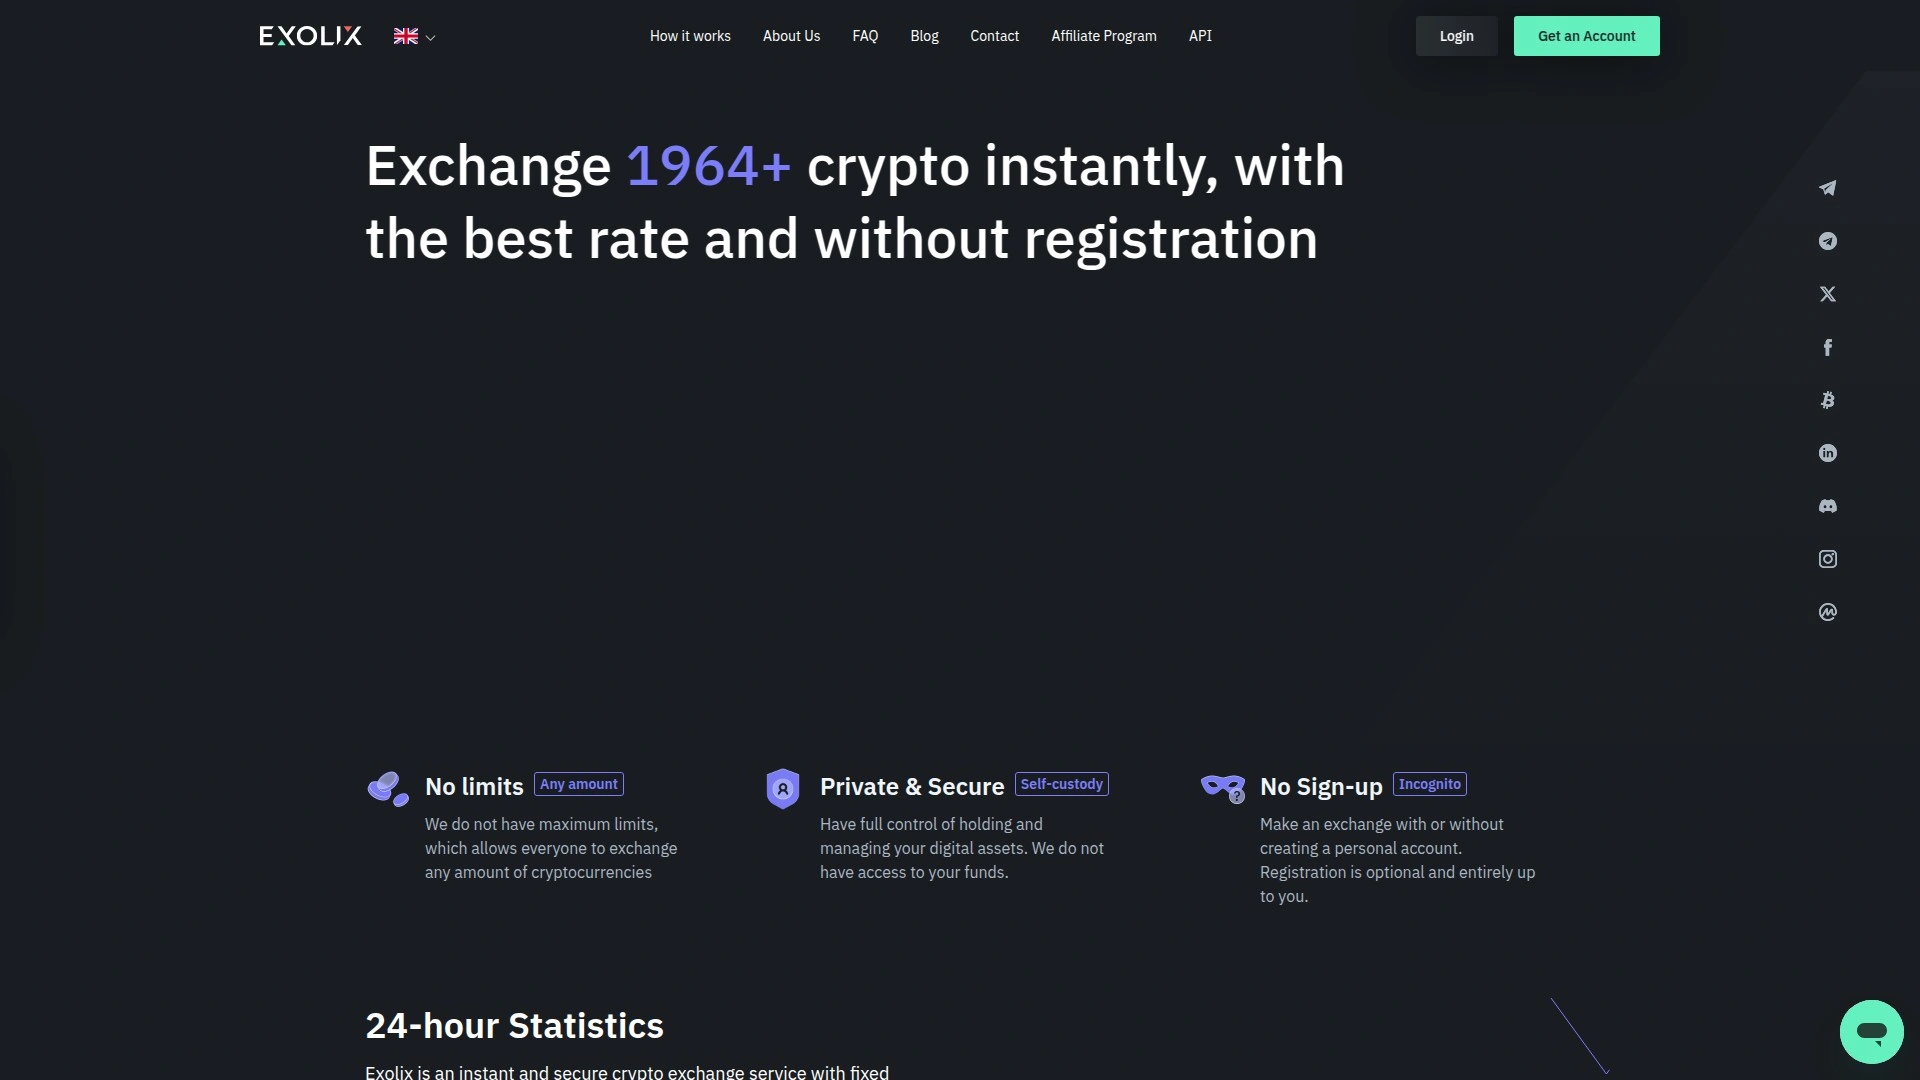 EXOLIX
How it works
About Us
FAQ
Blog
Contact
Affiliate Program
API
Login
Get an Account
Exchange 1964+ crypto instantly, with
the best rate and without registration
No limits
Any amount
We do not have maximum limits,
which allows everyone to exchange
any amount of cryptocurrencies
Private & Secure
Self-custody
Have full control of holding and
managing your digital assets. We do not
have access to your funds.
No Sign-up
Incognito
Make an exchange with or without
creating a personal account.
Registration is optional and entirely up
to you.
24-hour Statistics
Exolix is an instant and secure crypto exchange service with fixed